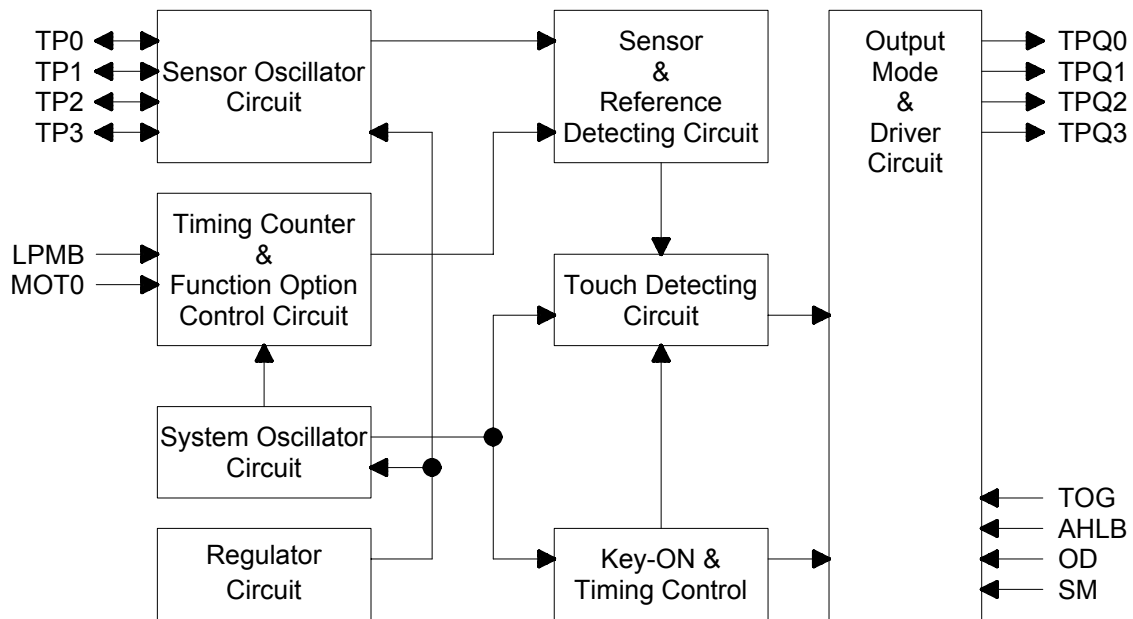 TP0
TP1
TP2
TP3
Sensor Oscillator
Circuit
Sensor
&
Reference
Detecting Circuit
Output
Mode
&
Driver
Circuit
TPQ0
TPQ1
TPQ2
TPQ3
LPMB
MOT0
Timing Counter
&
Function Option
Control Circuit
Touch Detecting
Circuit
System Oscillator
Circuit
Regulator
Circuit
Key-ON &
Timing Control
TOG
AHLB
OD
SM